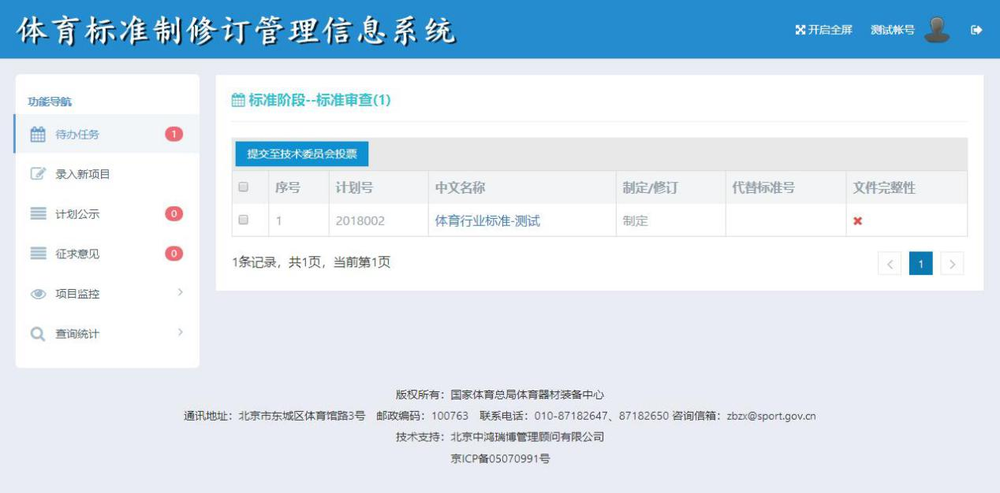 体育标准制修订管理信息系统
开启全屏 测试帐号
功能导航
待办任务 1
录入新项目
计划公示 0
征求意见 0
项目监控
查询统计
标准阶段--标准审查(1)
提交至技术委员会投票
序号 计划号 中文名称 制定/修订 代替标准号 文件完整性
1 2018002 体育行业标准-测试 制定
1条记录，共1页，当前第1页
1
版权所有：国家体育总局体育器材装备中心
通讯地址：北京市东城区体育馆路3号 邮政编码：100763 联系电话：010-87182647、87182650 咨询信箱：zbzx@sport.gov.cn
技术支持：北京中鸿瑞博管理顾问有限公司
京ICP备05070991号